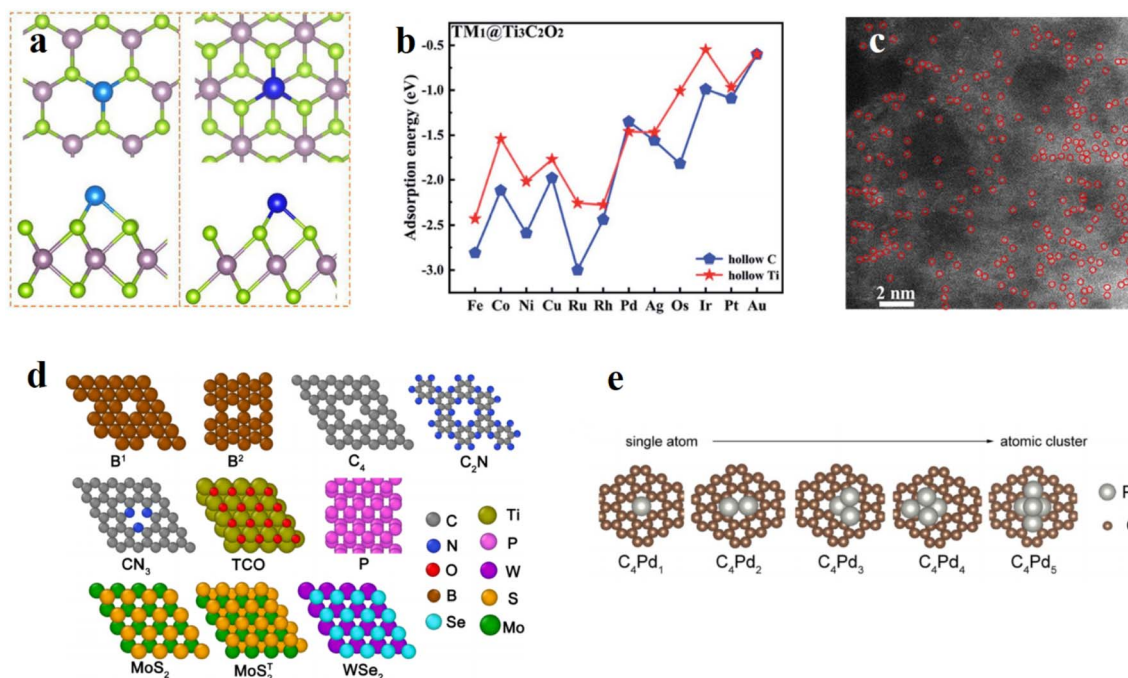 a
b
TM₁@Ti₃C₂O₂
Adsorption energy (eV)
-0.5
-1.0
-1.5
-2.0
-2.5
-3.0
hollow C
hollow Ti
Fe Co Ni Cu Ru Rh Pd Ag Os Ir Pt Au
c
2 nm
d
B¹ B² C₄ C₂N
CN₃ TCO P
MoS₂ MoS₂ᵀ WSe₂
C Ti
N P
O W
B S
Se Mo
e
single atom atomic cluster
C₄Pd₁ C₄Pd₂ C₄Pd₃ C₄Pd₄ C₄Pd₅